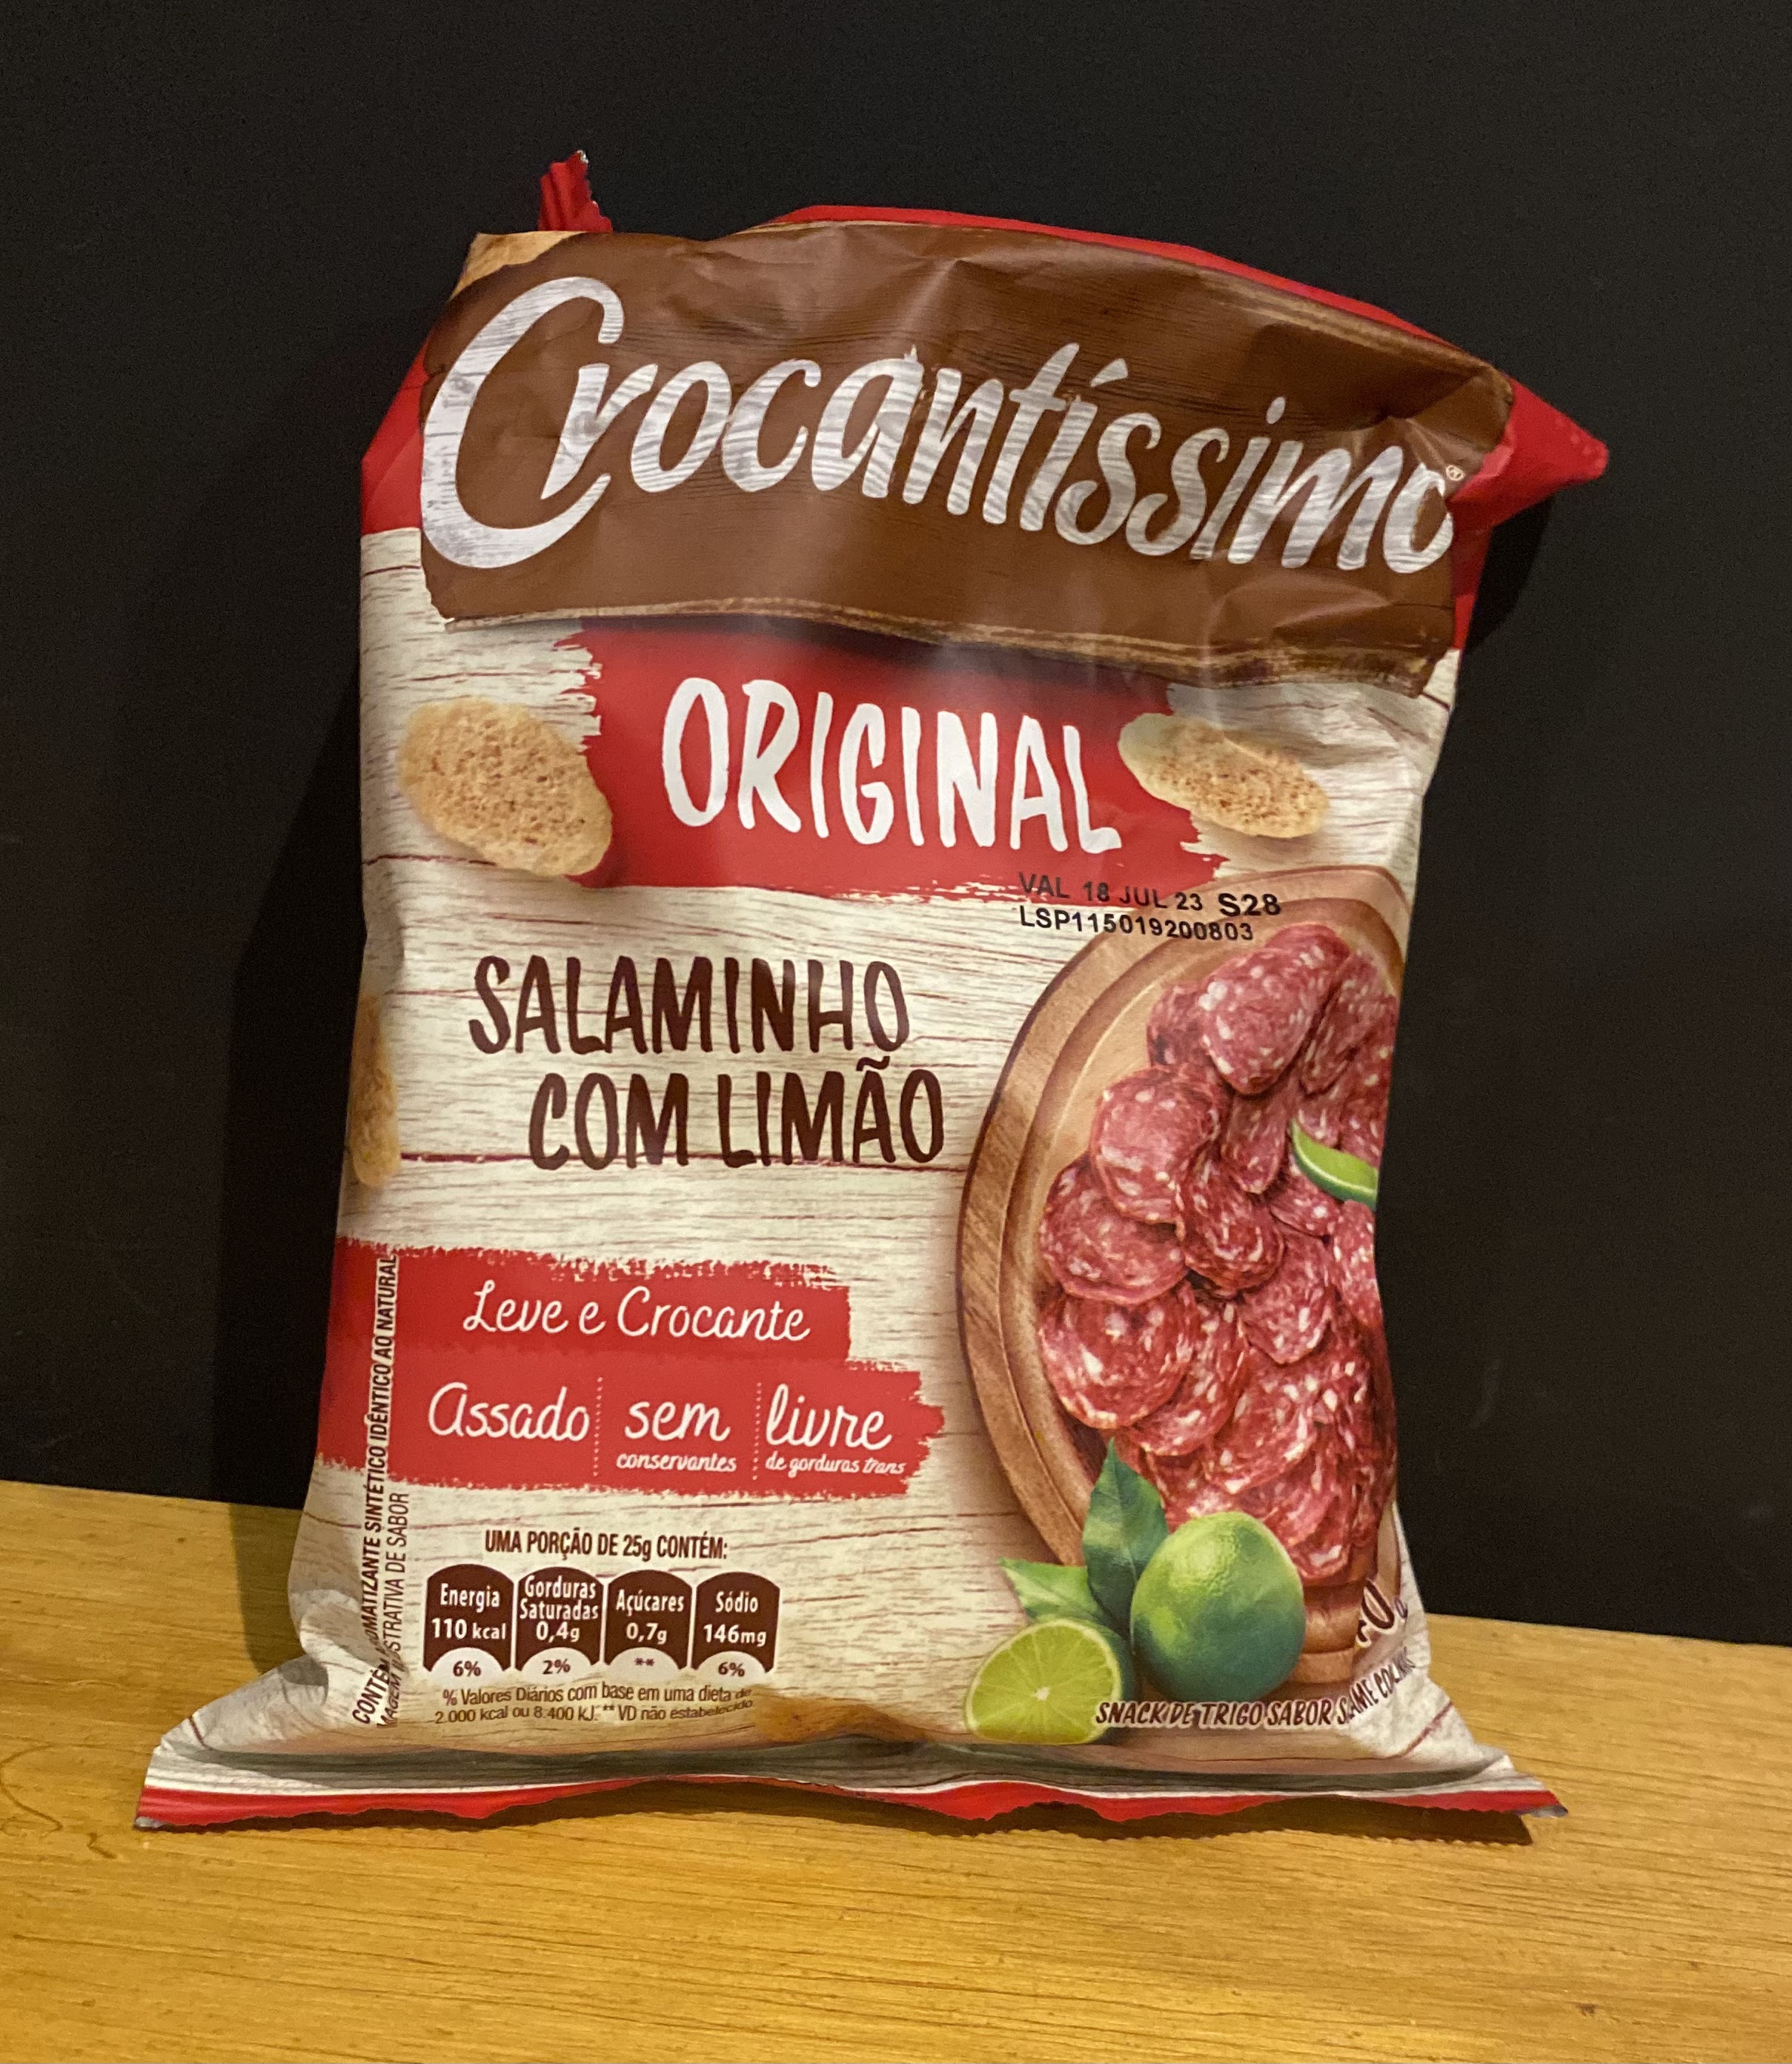 Crocantíssimo®
ORIGINAL
VAL 18 JUL 23 S28
LSP115019200803
SALAMINHO
COM LIMÃO
Leve e Crocante
Assado
sem
conservantes
livre
de gorduras trans
UMA PORÇÃO DE 25g CONTÉM:
Energia
110 kcal
6%
Gorduras
Saturadas
0,4g
2%
Açúcares
0,7g
**
Sódio
146mg
6%
% Valores Diários com base em uma dieta de
2.000 kcal ou 8.400 kJ. ** VD não estabelecido.
SINTÉTICO IDÊNTICO AO NATURAL
DE SABOR
SNACK DE TRIGO SABOR SALAME COM